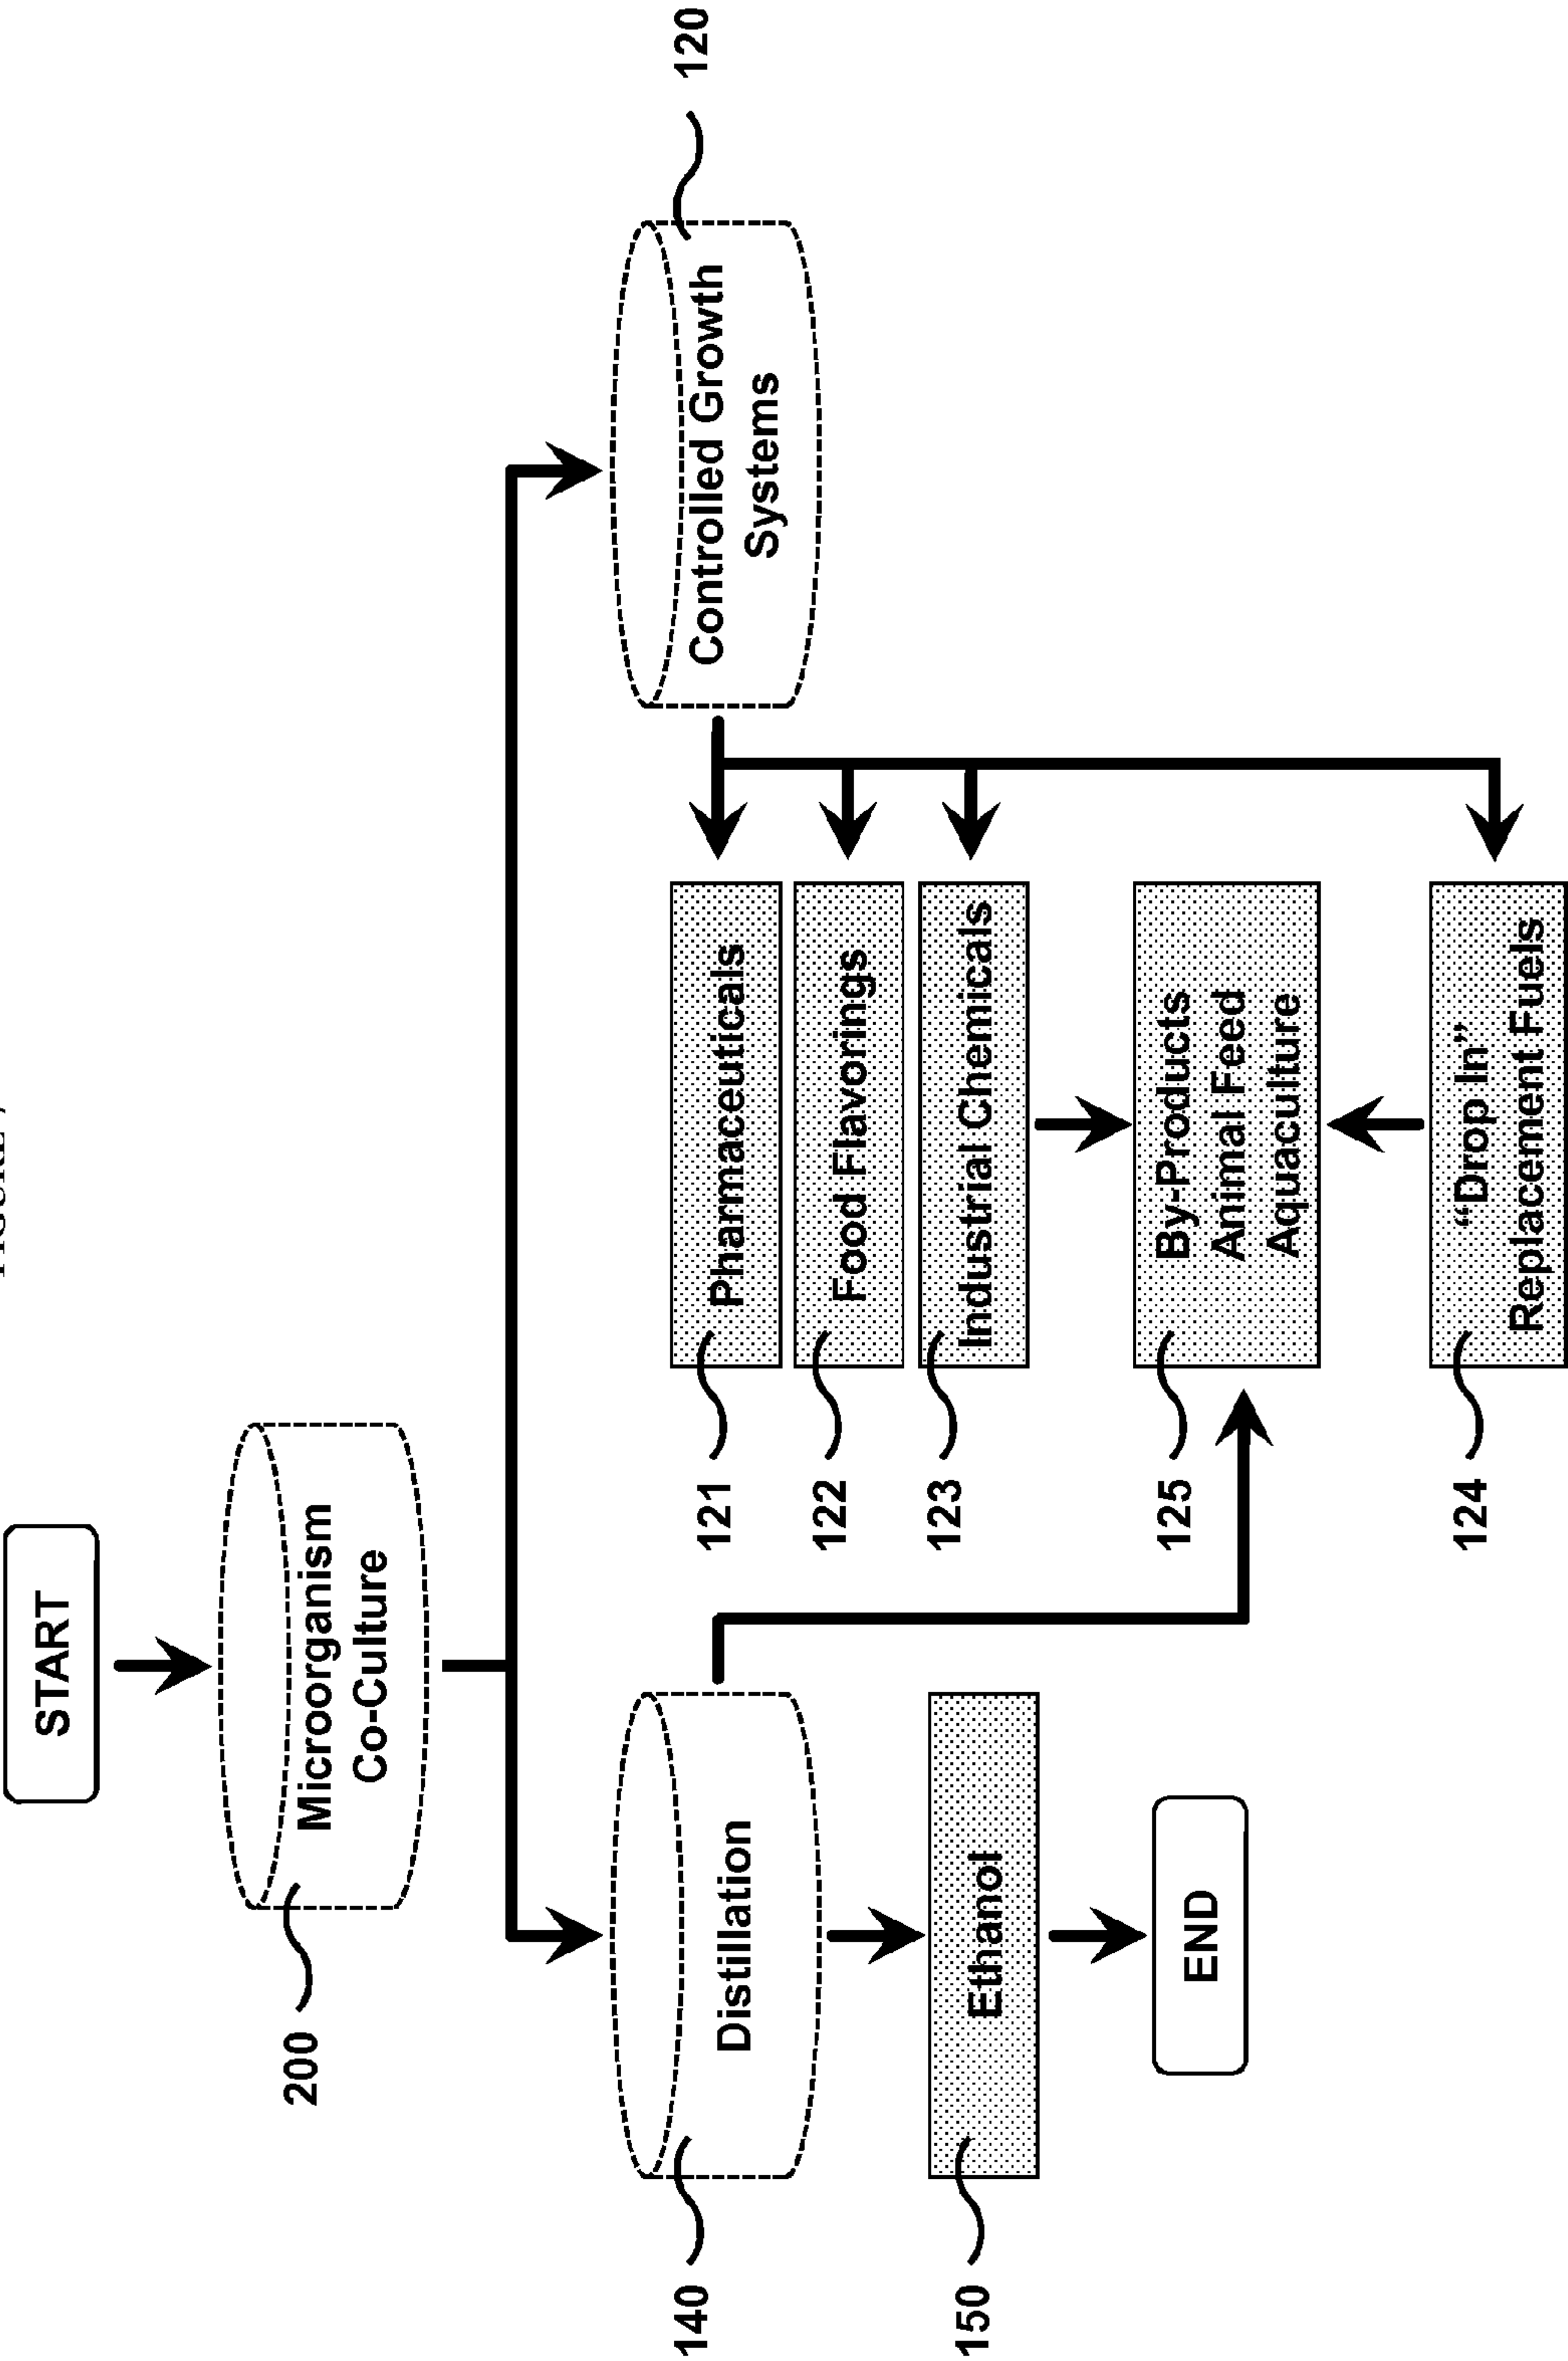 START
Microorganism
Co-Culture
200
Distillation
140
Controlled Growth
Systems
120
Ethanol
150
END
Pharmaceuticals
121
Food Flavorings
122
Industrial Chemicals
123
By-Products
Animal Feed
Aquaculture
125
“Drop In”
Replacement Fuels
124